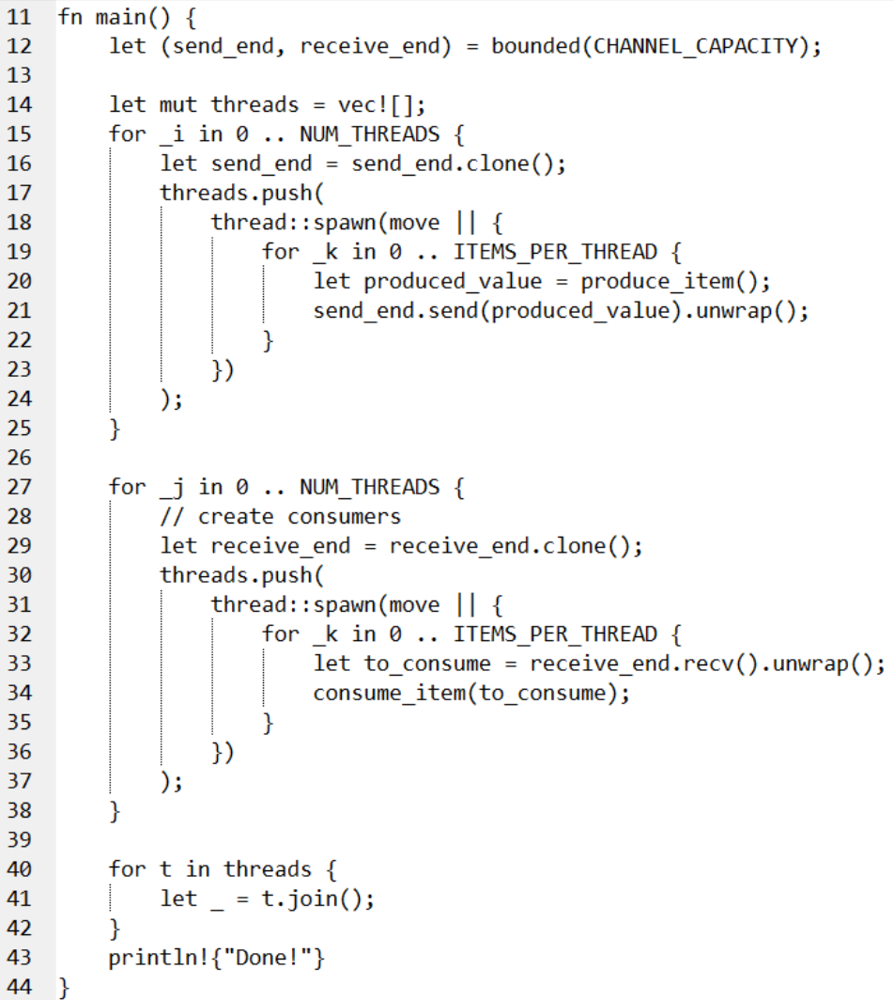 11 fn main() {
12     let (send_end, receive_end) = bounded(CHANNEL_CAPACITY);
13
14     let mut threads = vec![];
15     for _i in 0 .. NUM_THREADS {
16         let send_end = send_end.clone();
17         threads.push(
18             thread::spawn(move || {
19                 for _k in 0 .. ITEMS_PER_THREAD {
20                     let produced_value = produce_item();
21                     send_end.send(produced_value).unwrap();
22                 }
23             })
24         );
25     }
26
27     for _j in 0 .. NUM_THREADS {
28         // create consumers
29         let receive_end = receive_end.clone();
30         threads.push(
31             thread::spawn(move || {
32                 for _k in 0 .. ITEMS_PER_THREAD {
33                     let to_consume = receive_end.recv().unwrap();
34                     consume_item(to_consume);
35                 }
36             })
37         );
38     }
39
40     for t in threads {
41         let _ = t.join();
42     }
43     println!{"Done!"}
44 }